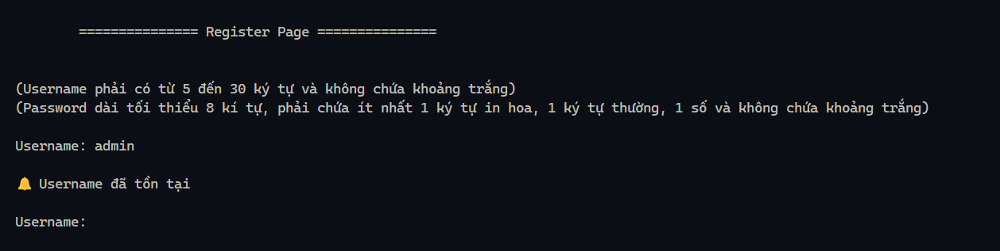 =============== Register Page ===============
(Username phải có từ 5 đến 30 ký tự và không chứa khoảng trắng)
(Password dài tối thiểu 8 kí tự, phải chứa ít nhất 1 ký tự in hoa, 1 ký tự thường, 1 số và không chứa khoảng trắng)
Username: admin
🔔 Username đã tồn tại
Username: